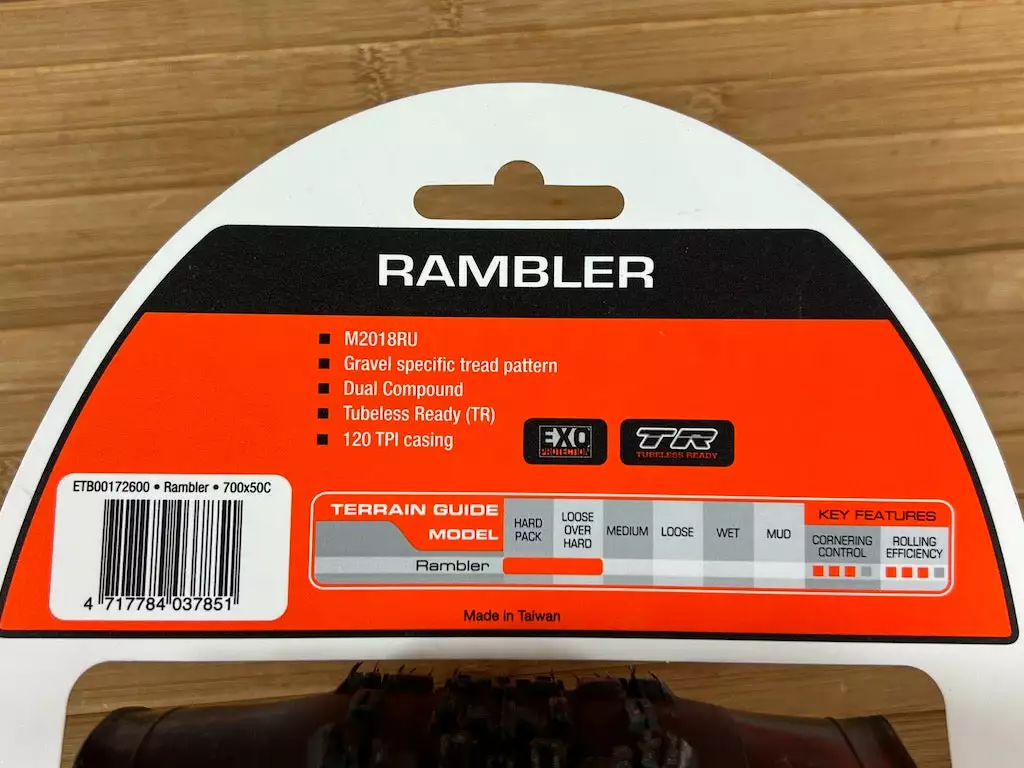 RAMBLER
M2018RU
Gravel specific tread pattern
Dual Compound
Tubeless Ready (TR)
120 TPI casing
EXO
PROTECTION
TR
TUBELESS READY
ETB00172600 • Rambler • 700x50C
4 717784 037851
TERRAIN GUIDE
MODEL
HARD
PACK
LOOSE
OVER
HARD
MEDIUM
LOOSE
WET
MUD
KEY FEATURES
CORNERING
CONTROL
ROLLING
EFFICIENCY
Rambler
Made in Taiwan